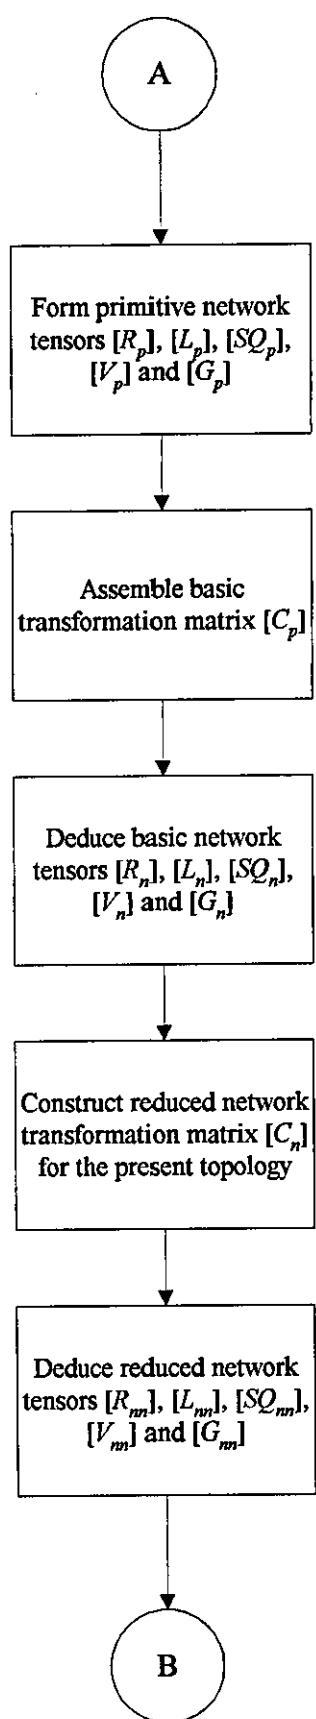 A
Form primitive network
tensors [R_p], [L_p], [SQ_p],
[V_p] and [G_p]
Assemble basic
transformation matrix [C_p]
Deduce basic network
tensors [R_n], [L_n], [SQ_n],
[V_n] and [G_n]
Construct reduced network
transformation matrix [C_n]
for the present topology
Deduce reduced network
tensors [R_nn], [L_nn], [SQ_nn],
[V_nn] and [G_nn]
B